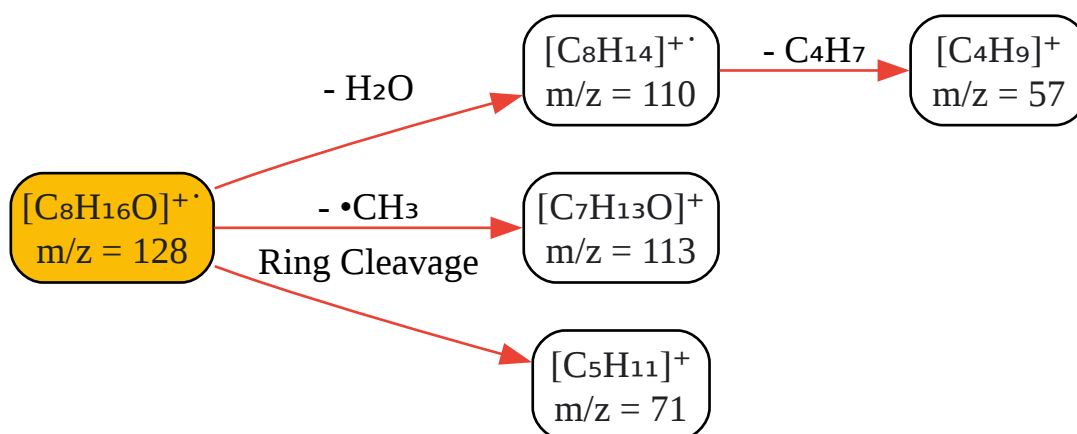 [C₈H₁₄]⁺˙
m/z = 110
- C₄H₇
[C₄H₉]⁺
m/z = 57
- H₂O
[C₈H₁₆O]⁺˙
m/z = 128
- •CH₃
[C₇H₁₃O]⁺
m/z = 113
Ring Cleavage
[C₅H₁₁]⁺
m/z = 71